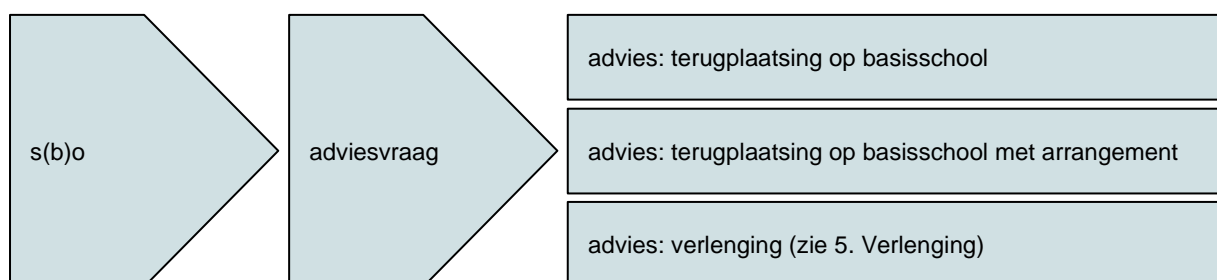 s(b)o
adviesvraag
advies: terugplaatsing op basisschool
advies: terugplaatsing op basisschool met arrangement
advies: verlenging (zie 5. Verlenging)